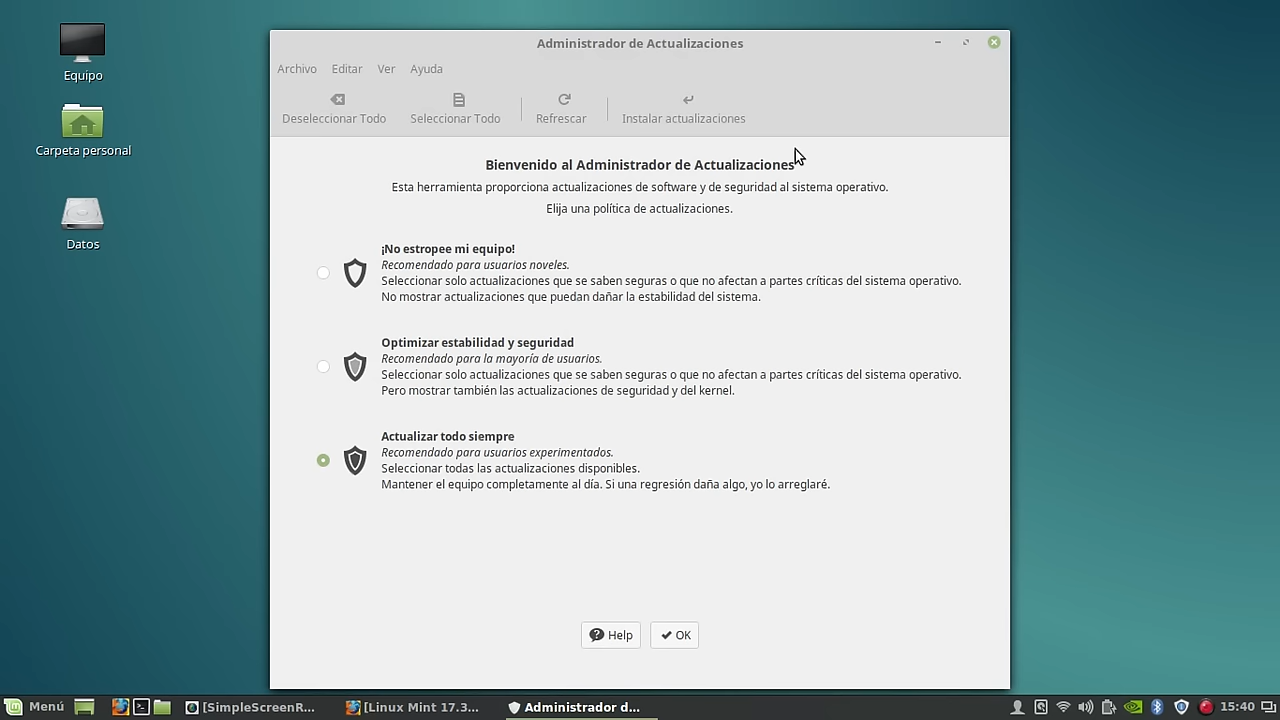 Equipo
Carpeta personal
Datos
Administrador de Actualizaciones
Archivo Editar Ver Ayuda
Deseleccionar Todo Seleccionar Todo Refrescar Instalar actualizaciones
Bienvenido al Administrador de Actualizaciones
Esta herramienta proporciona actualizaciones de software y de seguridad al sistema operativo.
Elija una política de actualizaciones.
¡No estropee mi equipo!
Recomendado para usuarios noveles.
Seleccionar solo actualizaciones que se saben seguras o que no afectan a partes críticas del sistema operativo.
No mostrar actualizaciones que puedan dañar la estabilidad del sistema.
Optimizar estabilidad y seguridad
Recomendado para la mayoría de usuarios.
Seleccionar solo actualizaciones que se saben seguras o que no afectan a partes críticas del sistema operativo.
Pero mostrar también las actualizaciones de seguridad y del kernel.
Actualizar todo siempre
Recomendado para usuarios experimentados.
Seleccionar todas las actualizaciones disponibles.
Mantener el equipo completamente al día. Si una regresión daña algo, yo lo arreglaré.
Help OK
Menú [SimpleScreenR... [Linux Mint 17.3... Administrador d... 15:40